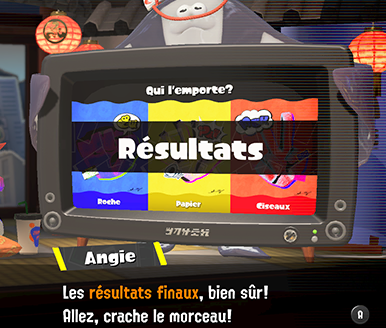 Qui l'emporte?
Résultats
Roche Papier Ciseaux
Angie
Les résultats finaux, bien sûr!
Allez, crache le morceau!
A